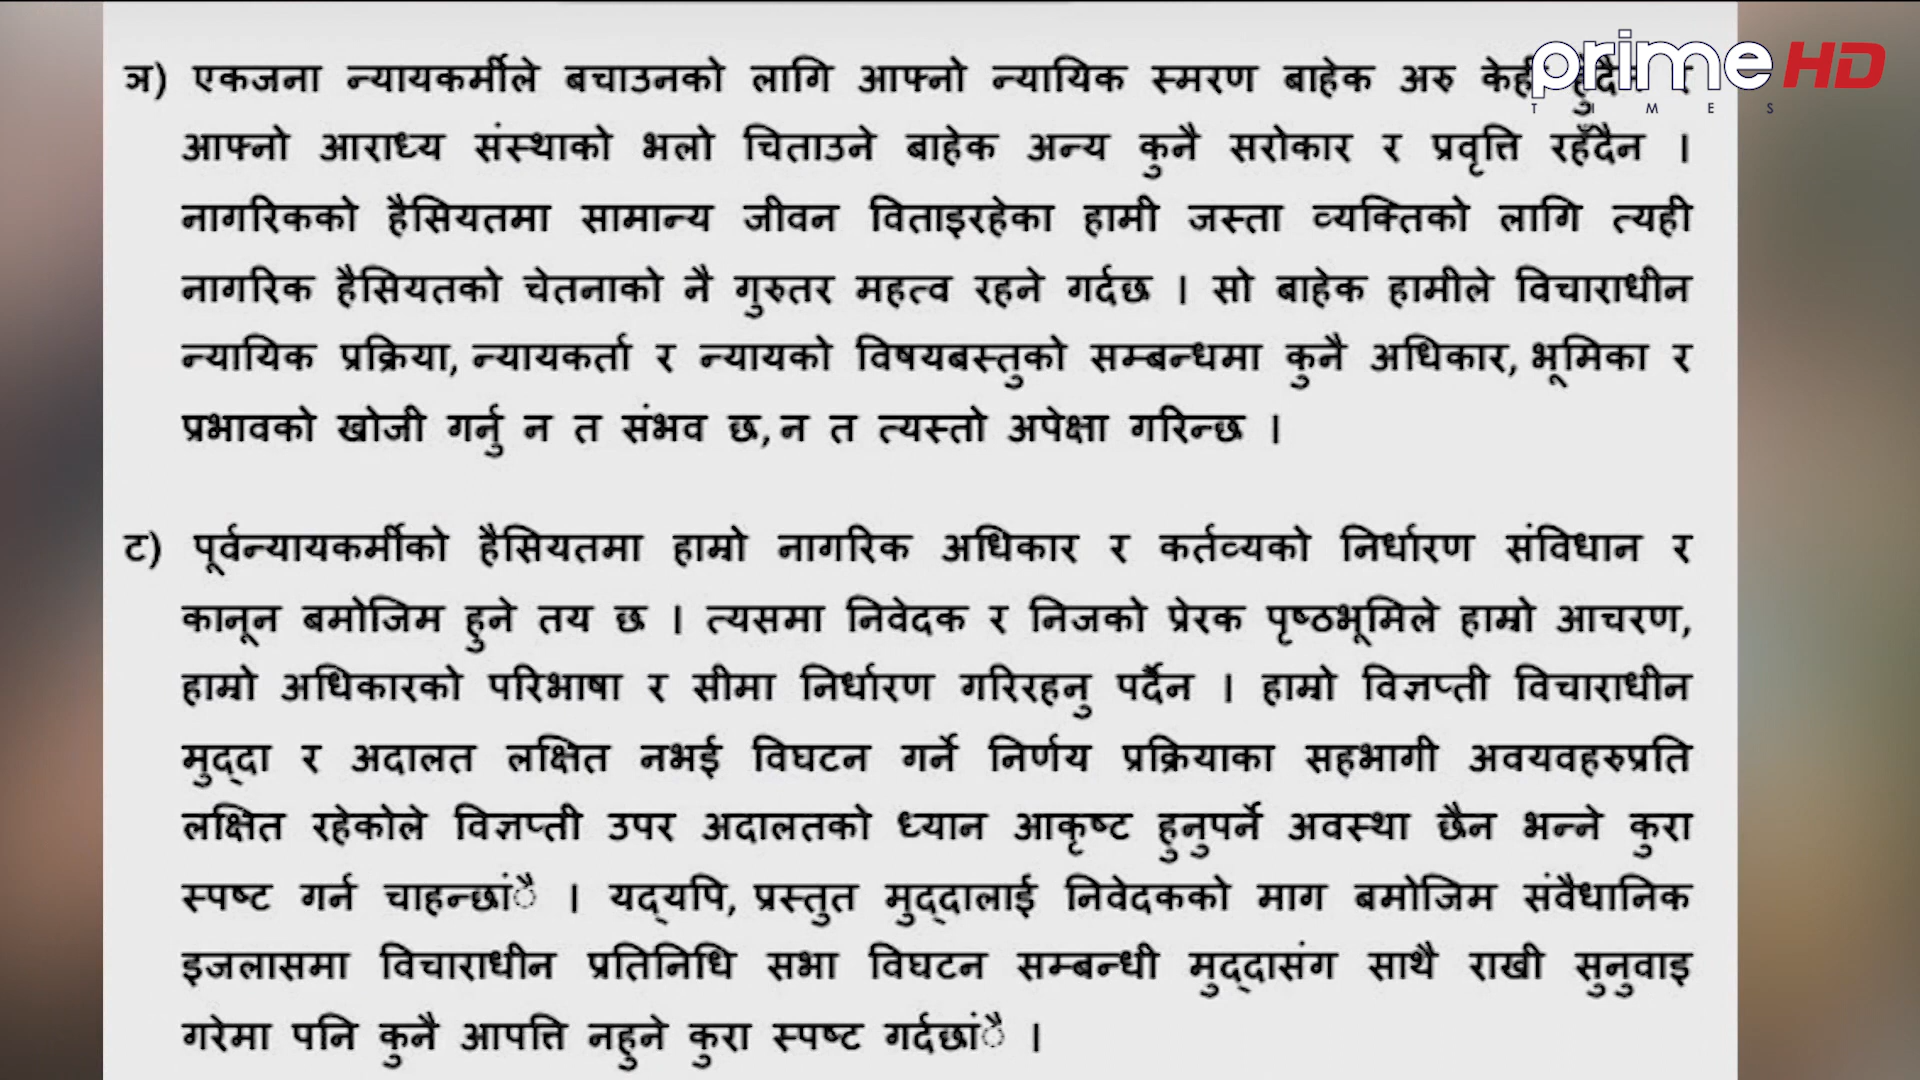 prime HD
TIMES
ञ) एकजना न्यायकर्मीले बचाउनको लागि आफ्नो न्यायिक स्मरण बाहेक अरु
आफ्नो आराध्य संस्थाको भलो चिताउने बाहेक अन्य कुनै सरोकार र प्रवृत्ति रहँदैन ।
नागरिकको हैसियतमा सामान्य जीवन विताइरहेका हामी जस्ता व्यक्तिको लागि त्यही
नागरिक हैसियतको चेतनाको नै गुरुतर महत्व रहने गर्दछ । सो बाहेक हामीले विचाराधीन
न्यायिक प्रक्रिया, न्यायकर्ता र न्यायको विषयबस्तुको सम्बन्धमा कुनै अधिकार, भूमिका र
प्रभावको खोजी गर्नु न त संभव छ, न त त्यस्तो अपेक्षा गरिन्छ ।
ट) पूर्वन्यायकर्मीको हैसियतमा हाम्रो नागरिक अधिकार र कर्तव्यको निर्धारण संविधान र
कानून बमोजिम हुने तय छ । त्यसमा निवेदक र निजको प्रेरक पृष्ठभूमिले हाम्रो आचरण,
हाम्रो अधिकारको परिभाषा र सीमा निर्धारण गरिरहनु पर्दैन । हाम्रो विज्ञप्ती विचाराधीन
मुद्दा र अदालत लक्षित नभई विघटन गर्ने निर्णय प्रक्रियाका सहभागी अवयवहरुप्रति
लक्षित रहेकोले विज्ञप्ती उपर अदालतको ध्यान आकृष्ट हुनुपर्ने अवस्था छैन भन्ने कुरा
स्पष्ट गर्न चाहन्छांै । यद्यपि, प्रस्तुत मुद्दालाई निवेदकको माग बमोजिम संवैधानिक
इजलासमा विचाराधीन प्रतिनिधि सभा विघटन सम्बन्धी मुद्दासंग साथै राखी सुनुवाइ
गरेमा पनि कुनै आपत्ति नहुने कुरा स्पष्ट गर्दछांै ।